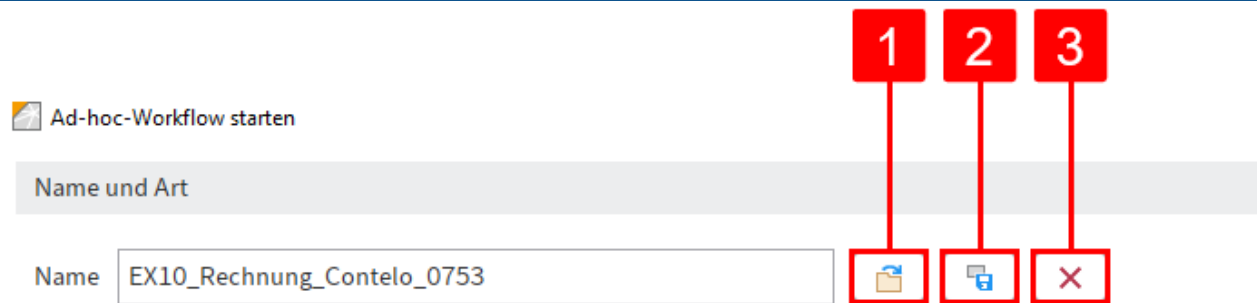 1 2 3
Ad-hoc-Workflow starten
Name und Art
Name EX10_Rechnung_Contelo_0753